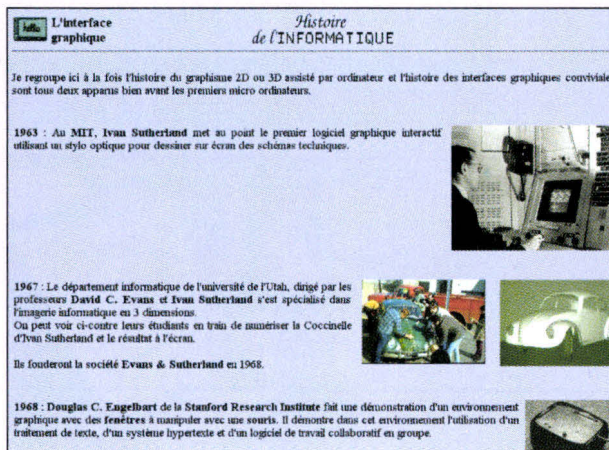 L'interface
graphique
Histoire
de l'INFORMATIQUE
Je regroupe ici à la fois l'histoire du graphisme 2D ou 3D assisté par ordinateur et l'histoire des interfaces graphiques conviviale
sont tous deux apparus bien avant les premiers micro ordinateurs.
1963 : Au MIT, Ivan Sutherland met au point le premier logiciel graphique interactif
utilisant un stylo optique pour dessiner sur écran des schémas techniques.
1967 : Le département informatique de l'université de l'Utah, dirigé par les
professeurs David C. Evans et Ivan Sutherland s'est spécialisé dans
l'imagerie informatique en 3 dimensions.
On peut voir ci-contre leurs étudiants en train de numériser la Coccinelle
d'Ivan Sutherland et le résultat à l'écran.
Ils fonderont la société Evans & Sutherland en 1968.
1968 : Douglas C. Engelbart de la Stanford Research Institute fait une démonstration d'un environnement
graphique avec des fenêtres à manipuler avec une souris. Il démontre dans cet environnement l'utilisation d'un
traitement de texte, d'un système hypertexte et d'un logiciel de travail collaboratif en groupe.